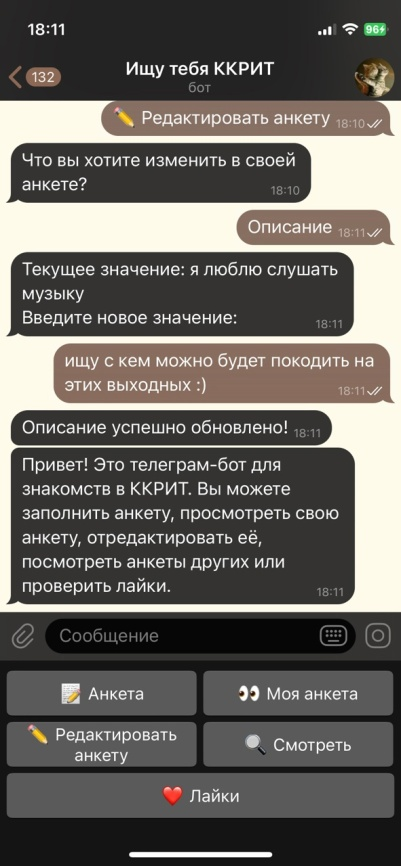 18:11
96
132
Ищу тебя ККРИТ
бот
✏️ Редактировать анкету 18:10
Что вы хотите изменить в своей
анкете?
18:10
Описание 18:11
Текущее значение: я люблю слушать
музыку
Введите новое значение:
18:11
ищу с кем можно будет покодить на
этих выходных :)
18:11
Описание успешно обновлено! 18:11
Привет! Это телеграм-бот для
знакомств в ККРИТ. Вы можете
заполнить анкету, просмотреть свою
анкету, отредактировать её,
посмотреть анкеты других или
проверить лайки.
18:11
Сообщение
📝 Анкета
👀 Моя анкета
✏️ Редактировать
анкету
🔍 Смотреть
❤️ Лайки